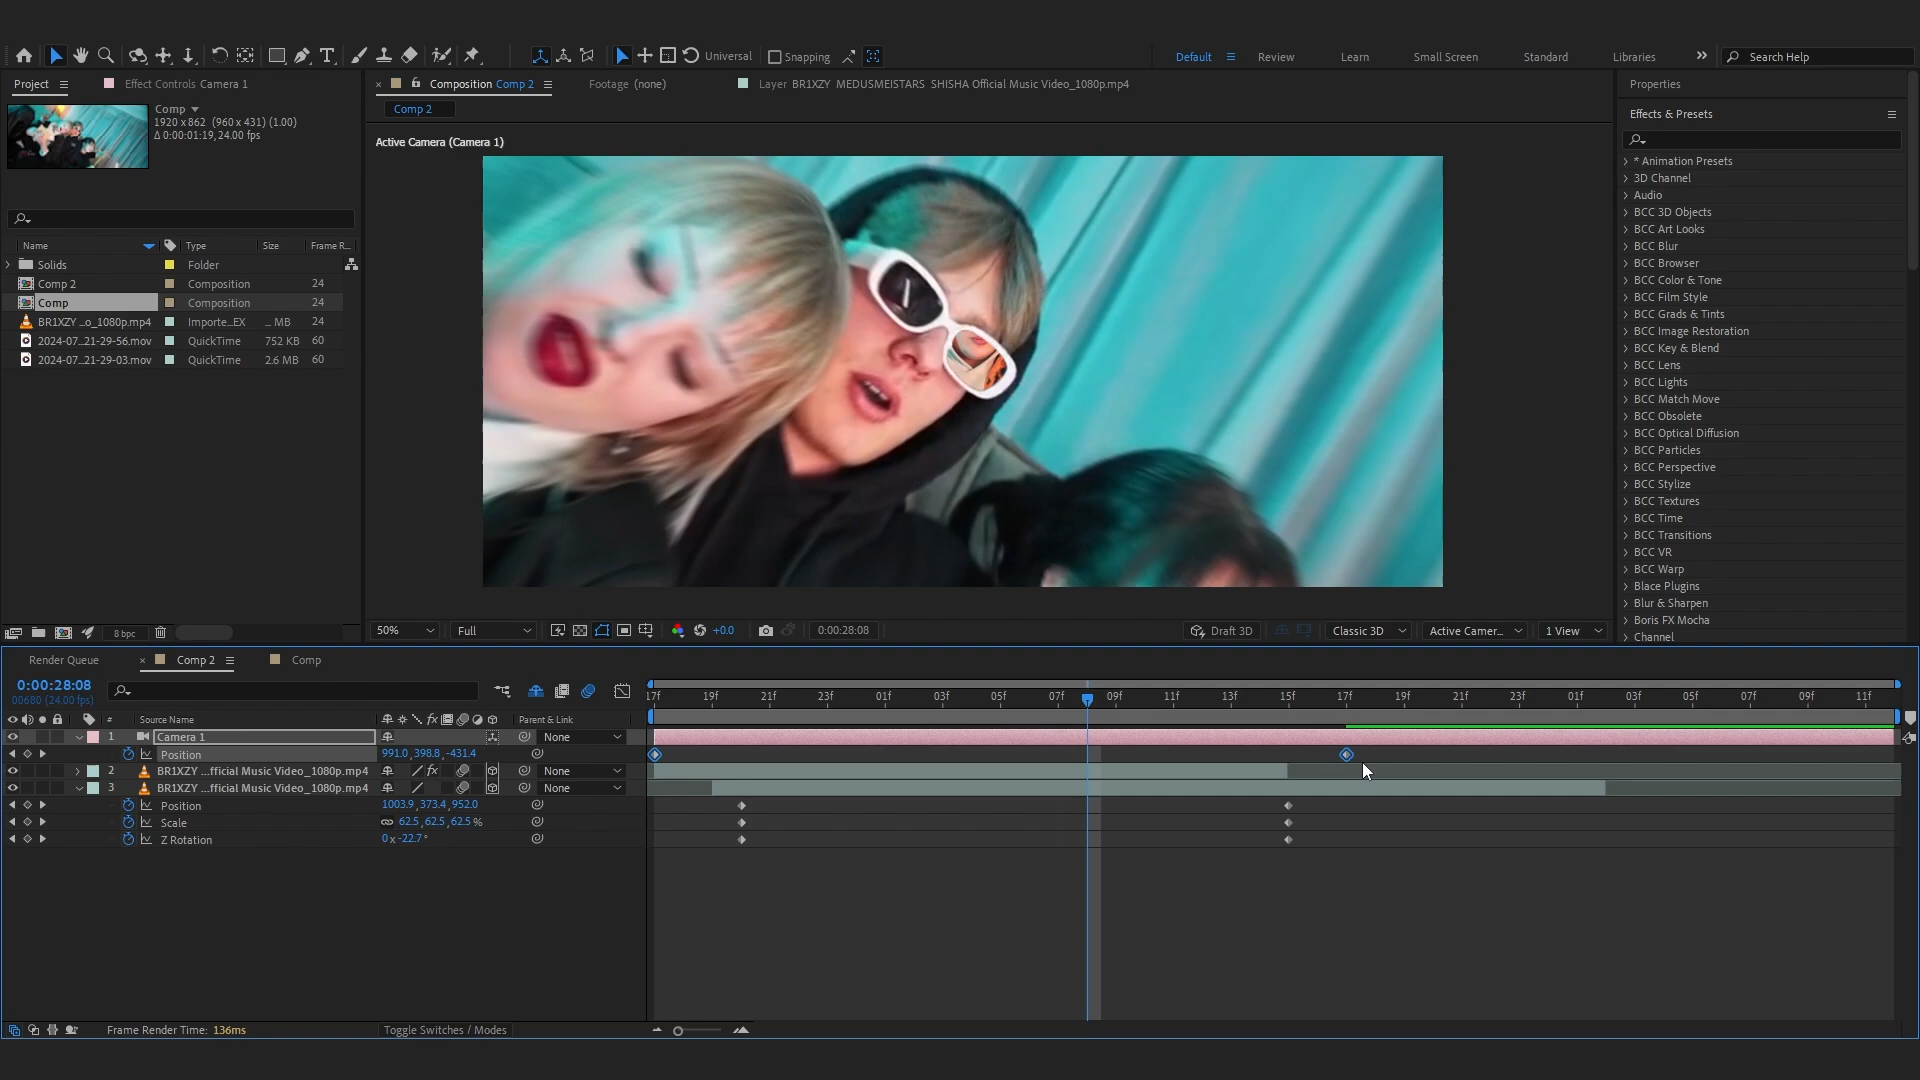 Universal
Snapping
Default
Review
Learn
Small Screen
Standard
Libraries
Search Help
Project
Effect Controls Camera 1
Composition Comp 2
Footage (none)
Layer BR1XZY MEDUSMEISTARS SHISHA Official Music Video_1080p.mp4
Properties
Comp 2
Comp
1920 x 862 (960 x 431) (1.00)
Δ 0:00:01:19, 24.00 fps
Active Camera (Camera 1)
Effects & Presets
* Animation Presets
3D Channel
Audio
BCC 3D Objects
BCC Art Looks
BCC Blur
BCC Browser
BCC Color & Tone
BCC Film Style
BCC Grads & Tints
BCC Image Restoration
BCC Key & Blend
BCC Lens
BCC Lights
BCC Match Move
BCC Obsolete
BCC Optical Diffusion
BCC Particles
BCC Perspective
BCC Stylize
BCC Textures
BCC Time
BCC Transitions
BCC VR
BCC Warp
Blace Plugins
Blur & Sharpen
Boris FX Mocha
Channel
Name Type Size Frame R...
Solids Folder
Comp 2 Composition 24
Comp Composition 24
BR1XZY ...o_1080p.mp4 Importe...EX ... MB 24
2024-07...21-29-56.mov QuickTime 752 KB 60
2024-07...21-29-03.mov QuickTime 2.6 MB 60
8 bpc
50% Full +0.0 0:00:28:08 Draft 3D Classic 3D Active Camer... 1 View
Render Queue Comp 2 Comp
0:00:28:08
00680 (24.00 fps)
17f 19f 21f 23f 01f 03f 05f 07f 09f 11f 13f 15f 17f 19f 21f 23f 01f 03f 05f 07f 09f 11f
# Source Name fx Parent & Link
1 Camera 1 None
Position 991.0, 398.8, -431.4
2 BR1XZY ...fficial Music Video_1080p.mp4 fx None
3 BR1XZY ...fficial Music Video_1080p.mp4 None
Position 1003.9, 373.4, 952.0
Scale 62.5, 62.5, 62.5 %
Z Rotation 0 x -22.7 °
Frame Render Time: 136ms
Toggle Switches / Modes